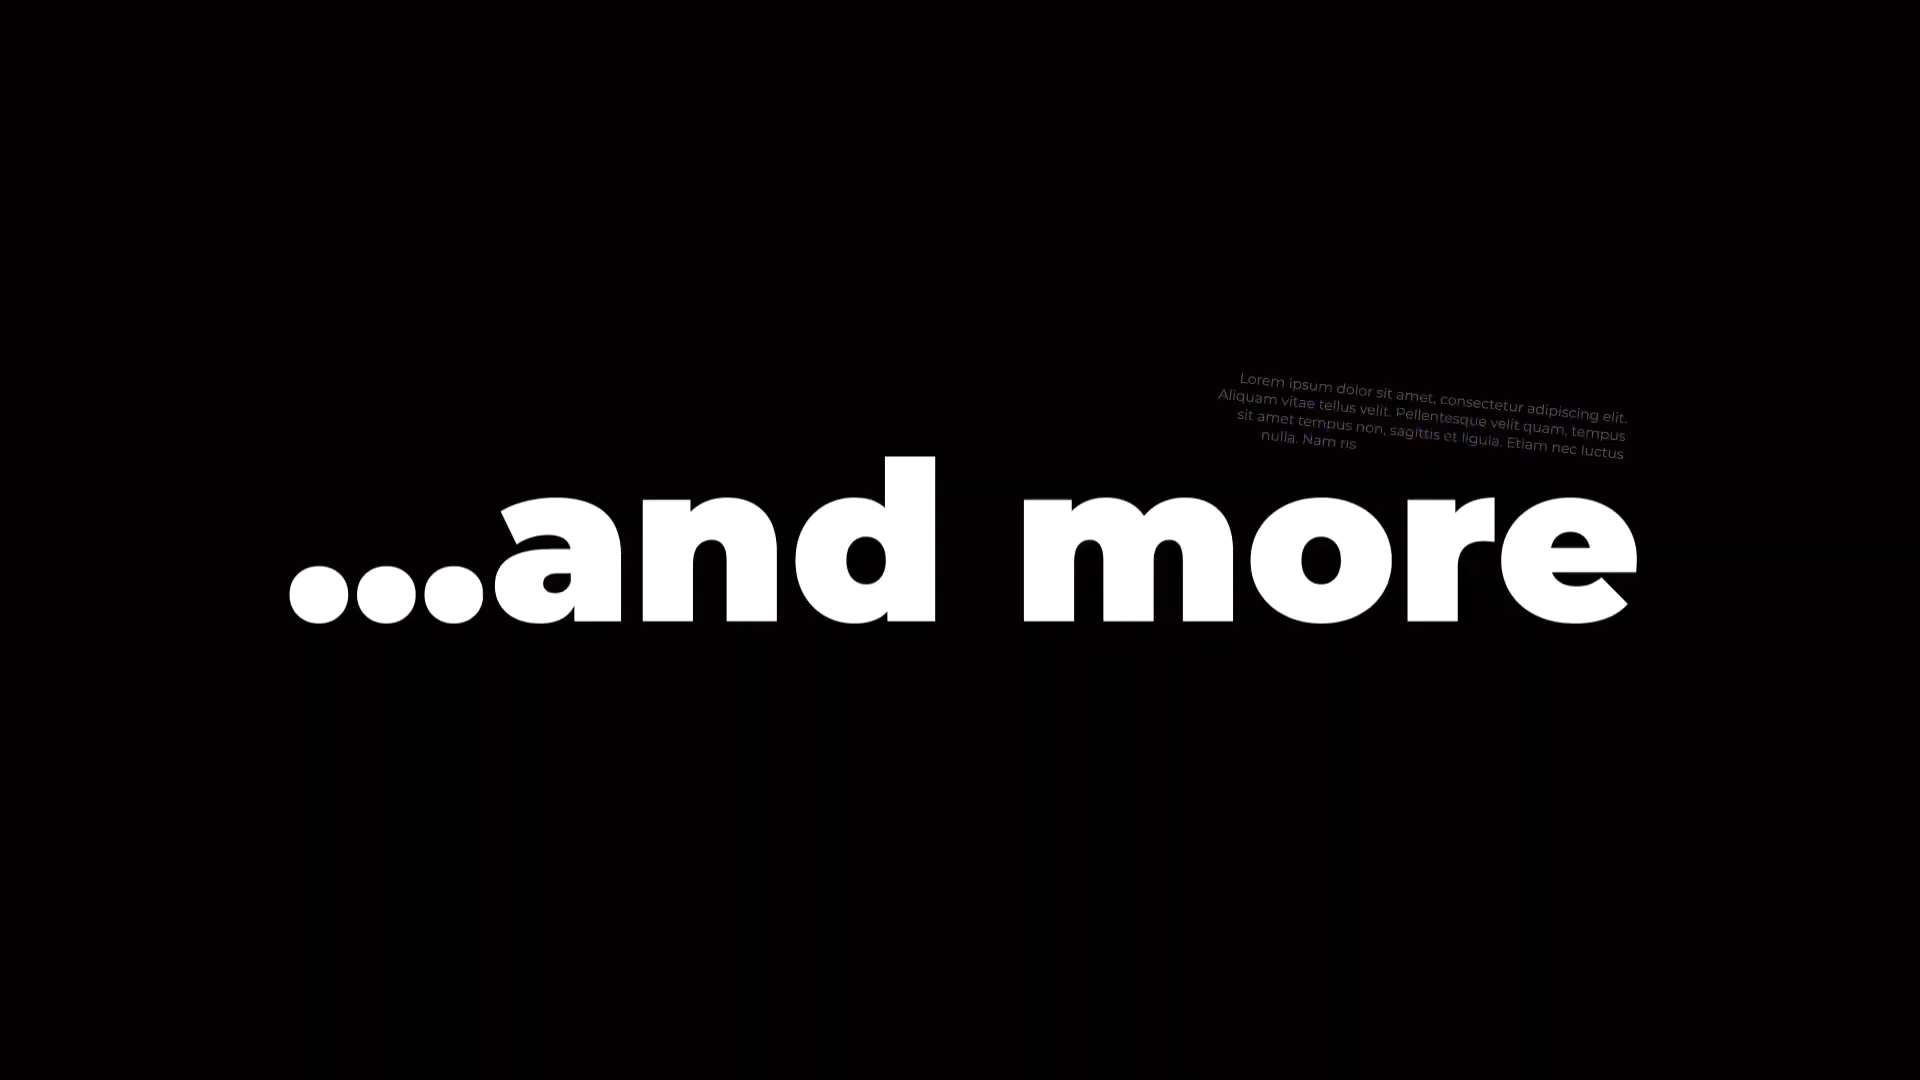 Lorem ipsum dolor sit amet, consectetur adipiscing elit.
Aliquam vitae tellus velit. Pellentesque velit quam, tempus
sit amet tempus non, sagittis et ligula. Etiam nec luctus
nulla. Nam ris
...and more